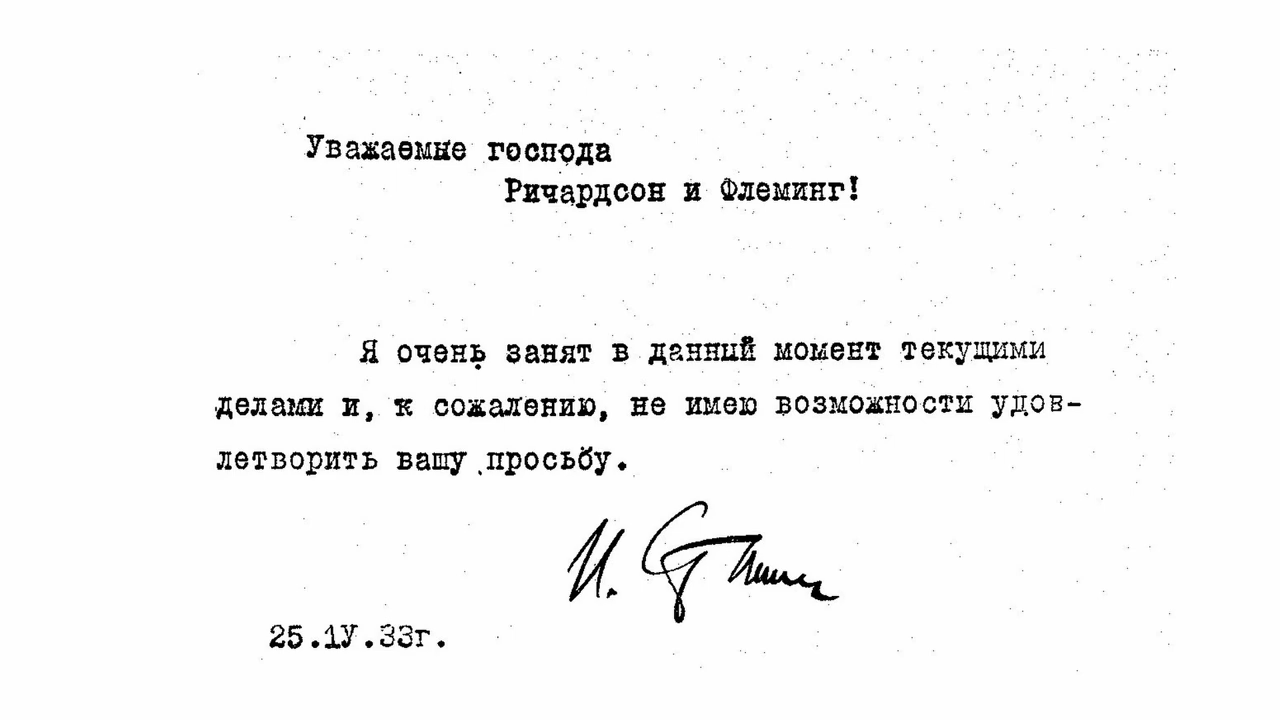 Уважаемые господа
Ричардсон и Флеминг!
Я очень занят в данный момент текущими
делами и, к сожалению, не имею возможности удов-
летворить вашу просьбу.
И. Сталин
25.1У.33г.